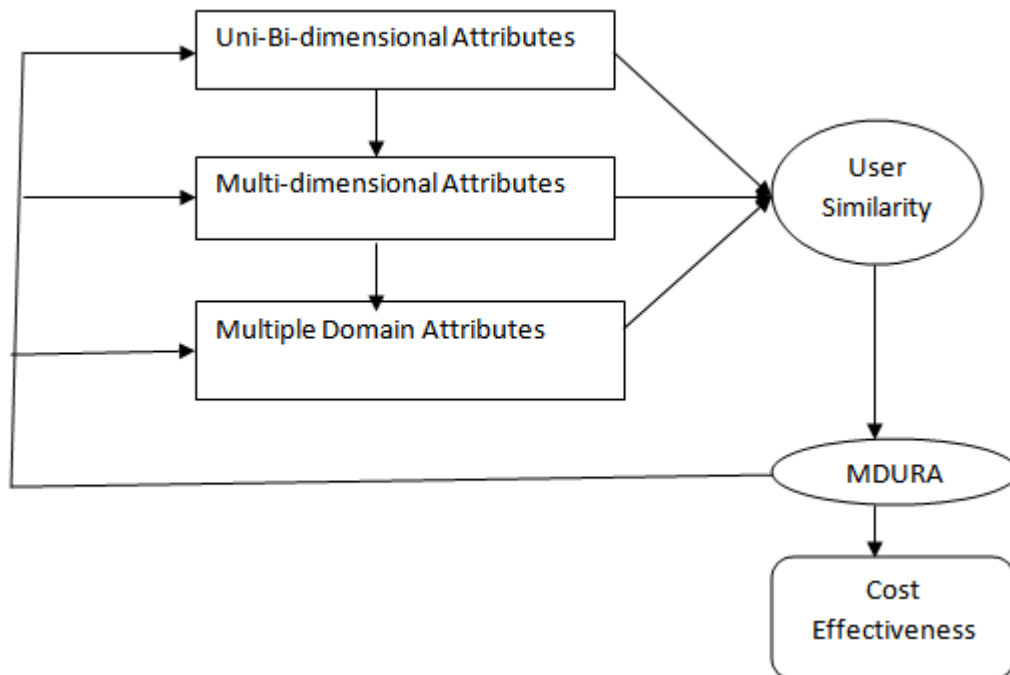 Uni-Bi-dimensional Attributes
Multi-dimensional Attributes
User
Similarity
Multiple Domain Attributes
MDURA
Cost
Effectiveness